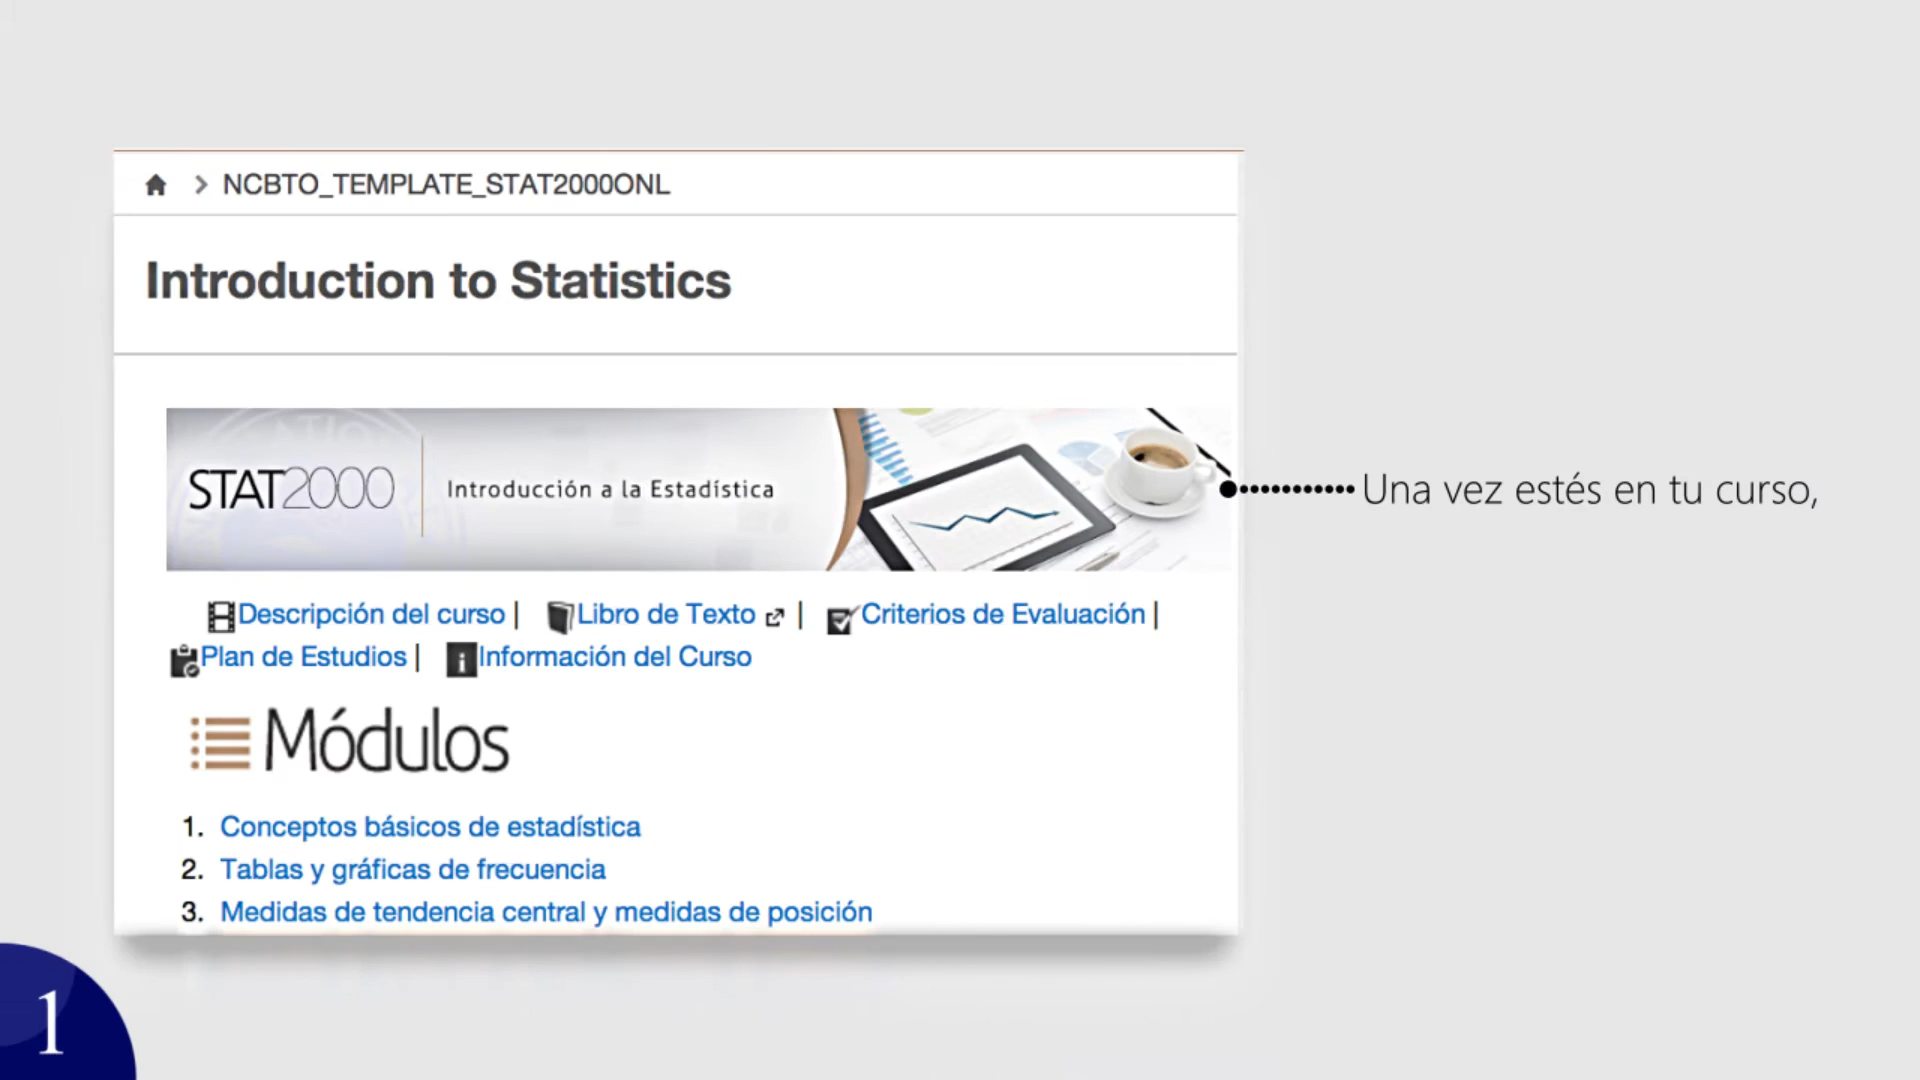 NCBTO_TEMPLATE_STAT2000ONL
Introduction to Statistics
STAT2000 | Introducción a la Estadística
Una vez estés en tu curso,
Descripción del curso | Libro de Texto | Criterios de Evaluación |
Plan de Estudios | Información del Curso
Módulos
1. Conceptos básicos de estadística
2. Tablas y gráficas de frecuencia
3. Medidas de tendencia central y medidas de posición
1